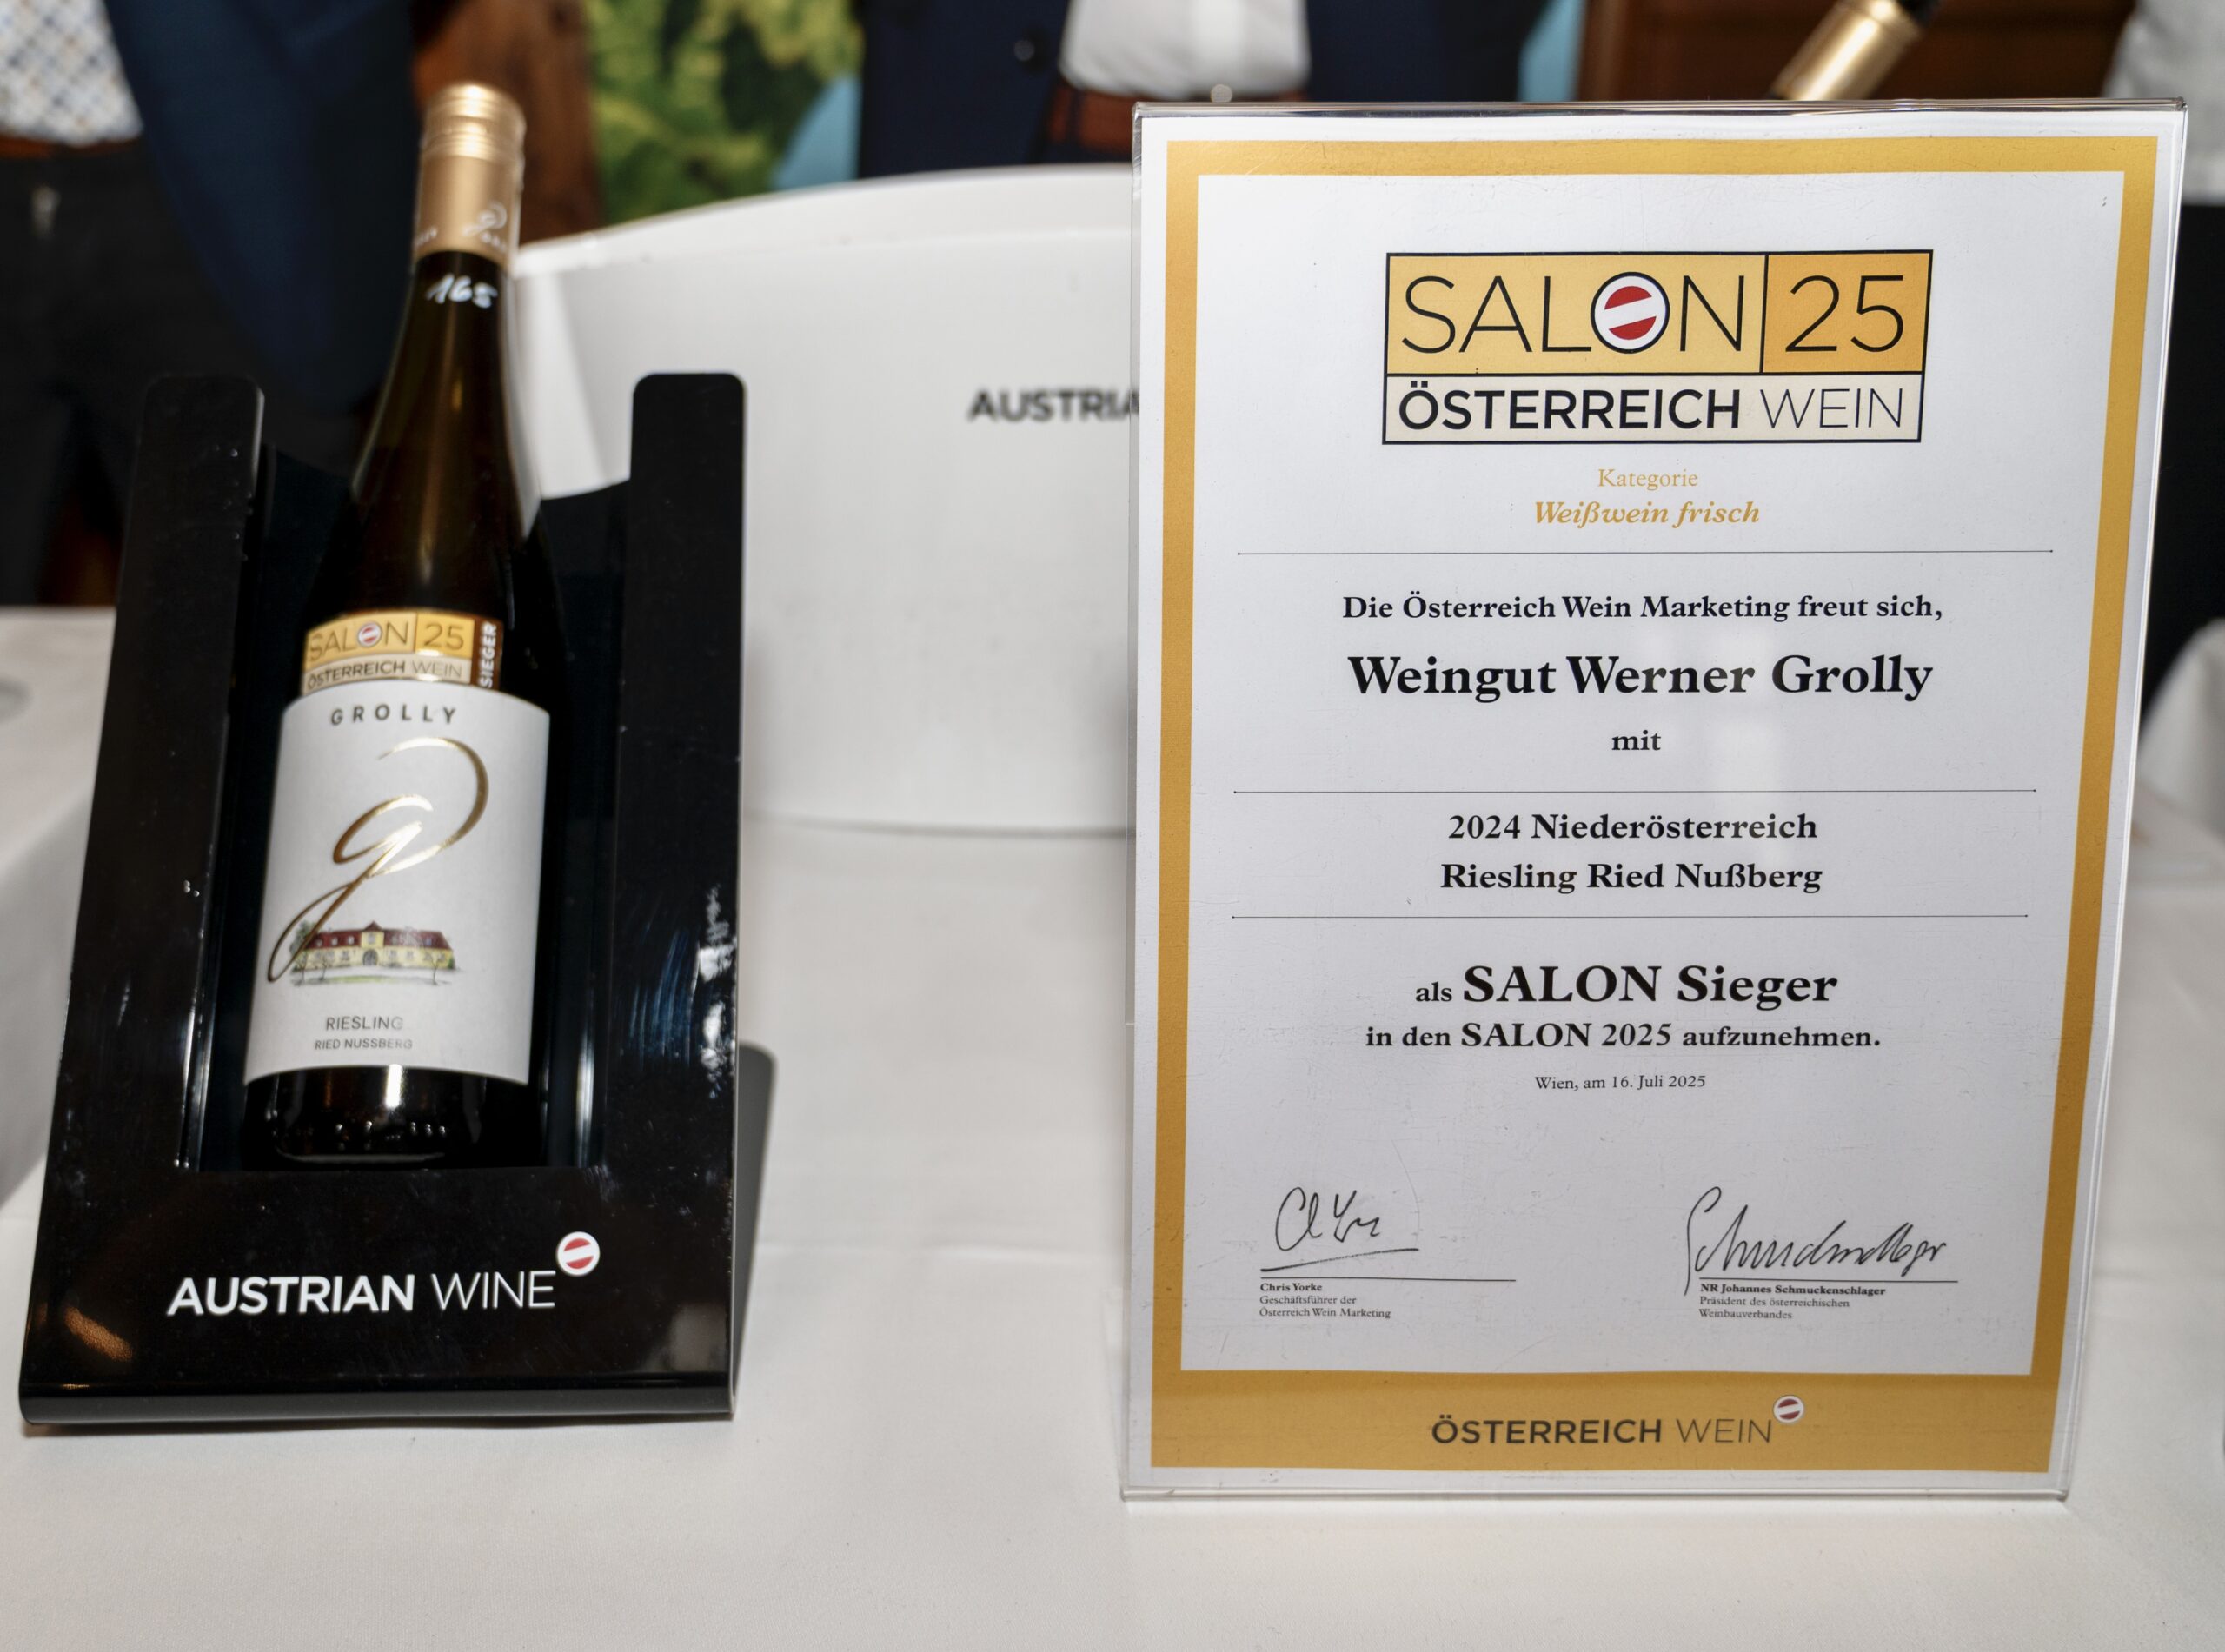 165
SALON 25
ÖSTERREICH WEIN
SIEGER
GROLLY
RIESLING
RIED NUSSBERG
AUSTRIAN WINE
AUSTRIA
SALON 25
ÖSTERREICH WEIN
Kategorie
Weißwein frisch
Die Österreich Wein Marketing freut sich,
Weingut Werner Grolly
mit
2024 Niederösterreich
Riesling Ried Nußberg
als SALON Sieger
in den SALON 2025 aufzunehmen.
Wien, am 16. Juli 2025
Chris Yorke
Geschäftsführer der
Österreich Wein Marketing
Schmuckenschlager
NR Johannes Schmuckenschlager
Präsident des österreichischen
Weinbauverbandes
ÖSTERREICH WEIN